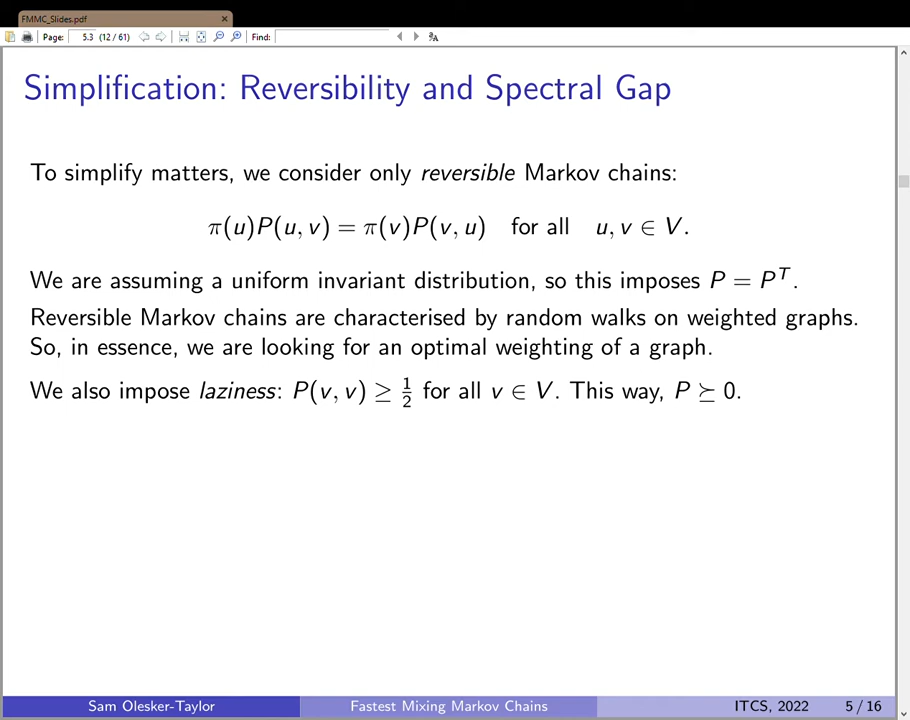 FMMC_Slides.pdf
Page: 5.3 (12/61) Find:
Simplification: Reversibility and Spectral Gap
To simplify matters, we consider only reversible Markov chains:
π(u)P(u, v) = π(v)P(v, u) for all u, v ∈ V.
We are assuming a uniform invariant distribution, so this imposes P = Pᵀ.
Reversible Markov chains are characterised by random walks on weighted graphs.
So, in essence, we are looking for an optimal weighting of a graph.
We also impose laziness: P(v, v) ≥ 1/2 for all v ∈ V. This way, P ⪰ 0.
Sam Olesker-Taylor Fastest Mixing Markov Chains ITCS, 2022 5 / 16